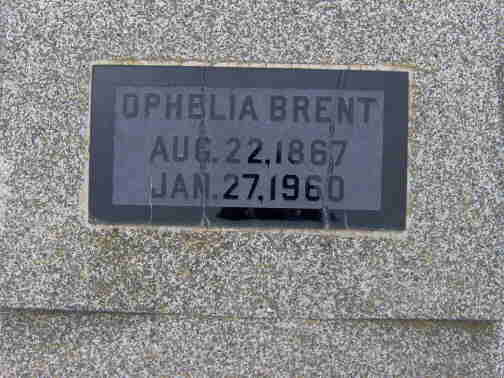 OPHELIA BRENT
AUG. 22, 1867
JAN. 27, 1960